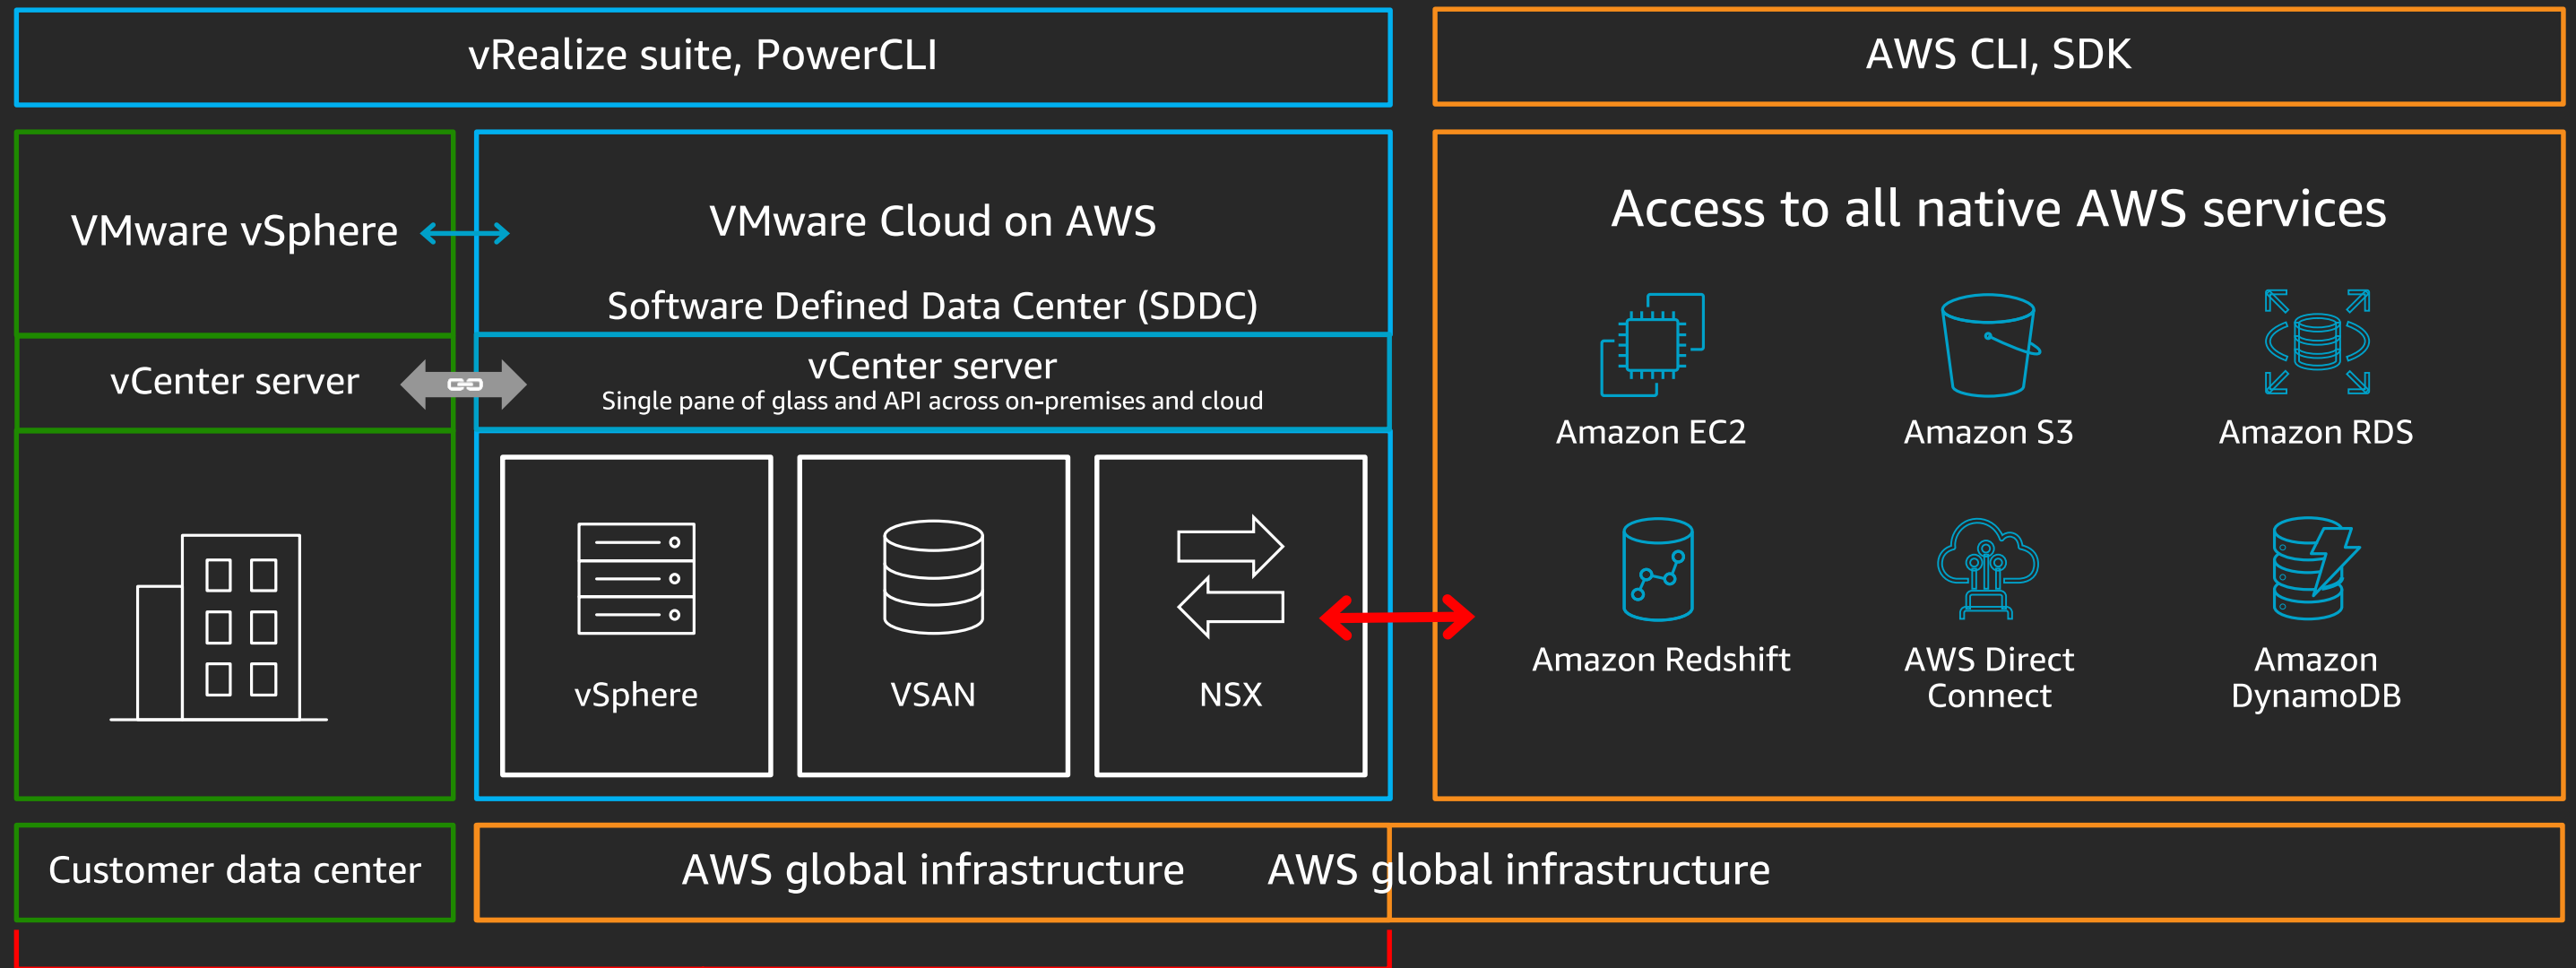 vRealize suite, PowerCLI
AWS CLI, SDK
VMware vSphere
VMware Cloud on AWS
Software Defined Data Center (SDDC)
vCenter server
vCenter server
Single pane of glass and API across on-premises and cloud
vSphere
VSAN
NSX
Access to all native AWS services
Amazon EC2
Amazon S3
Amazon RDS
Amazon Redshift
AWS Direct
Connect
Amazon
DynamoDB
Customer data center
AWS global infrastructure
AWS global infrastructure